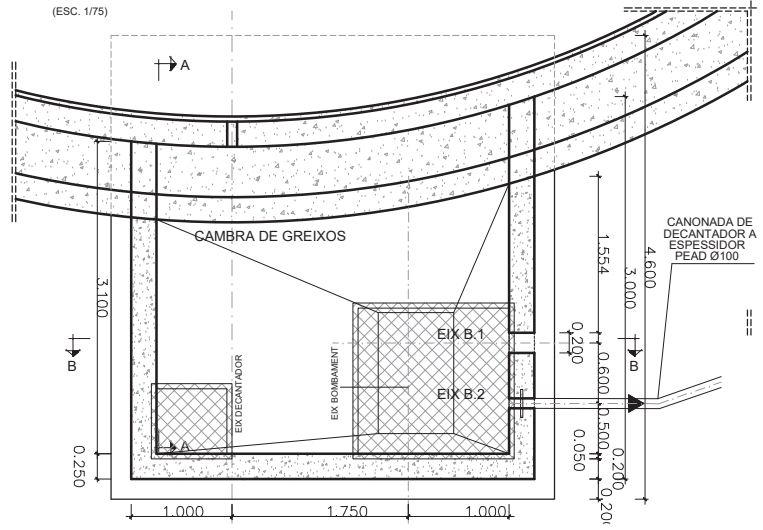 (ESC. 1/75)
A
CAMBRA DE GREIXOS
CANONADA DE
DECANTADOR A
ESPESSIDOR
PEAD Ø100
1.554
4.600
3.000
3.100
EIX B.1
0.200
0.600
B
B
EIX DECANTADOR
EIX BOMBAMENT
EIX B.2
A
0.500
0.250
0.050
0.200
1.000
1.750
1.000